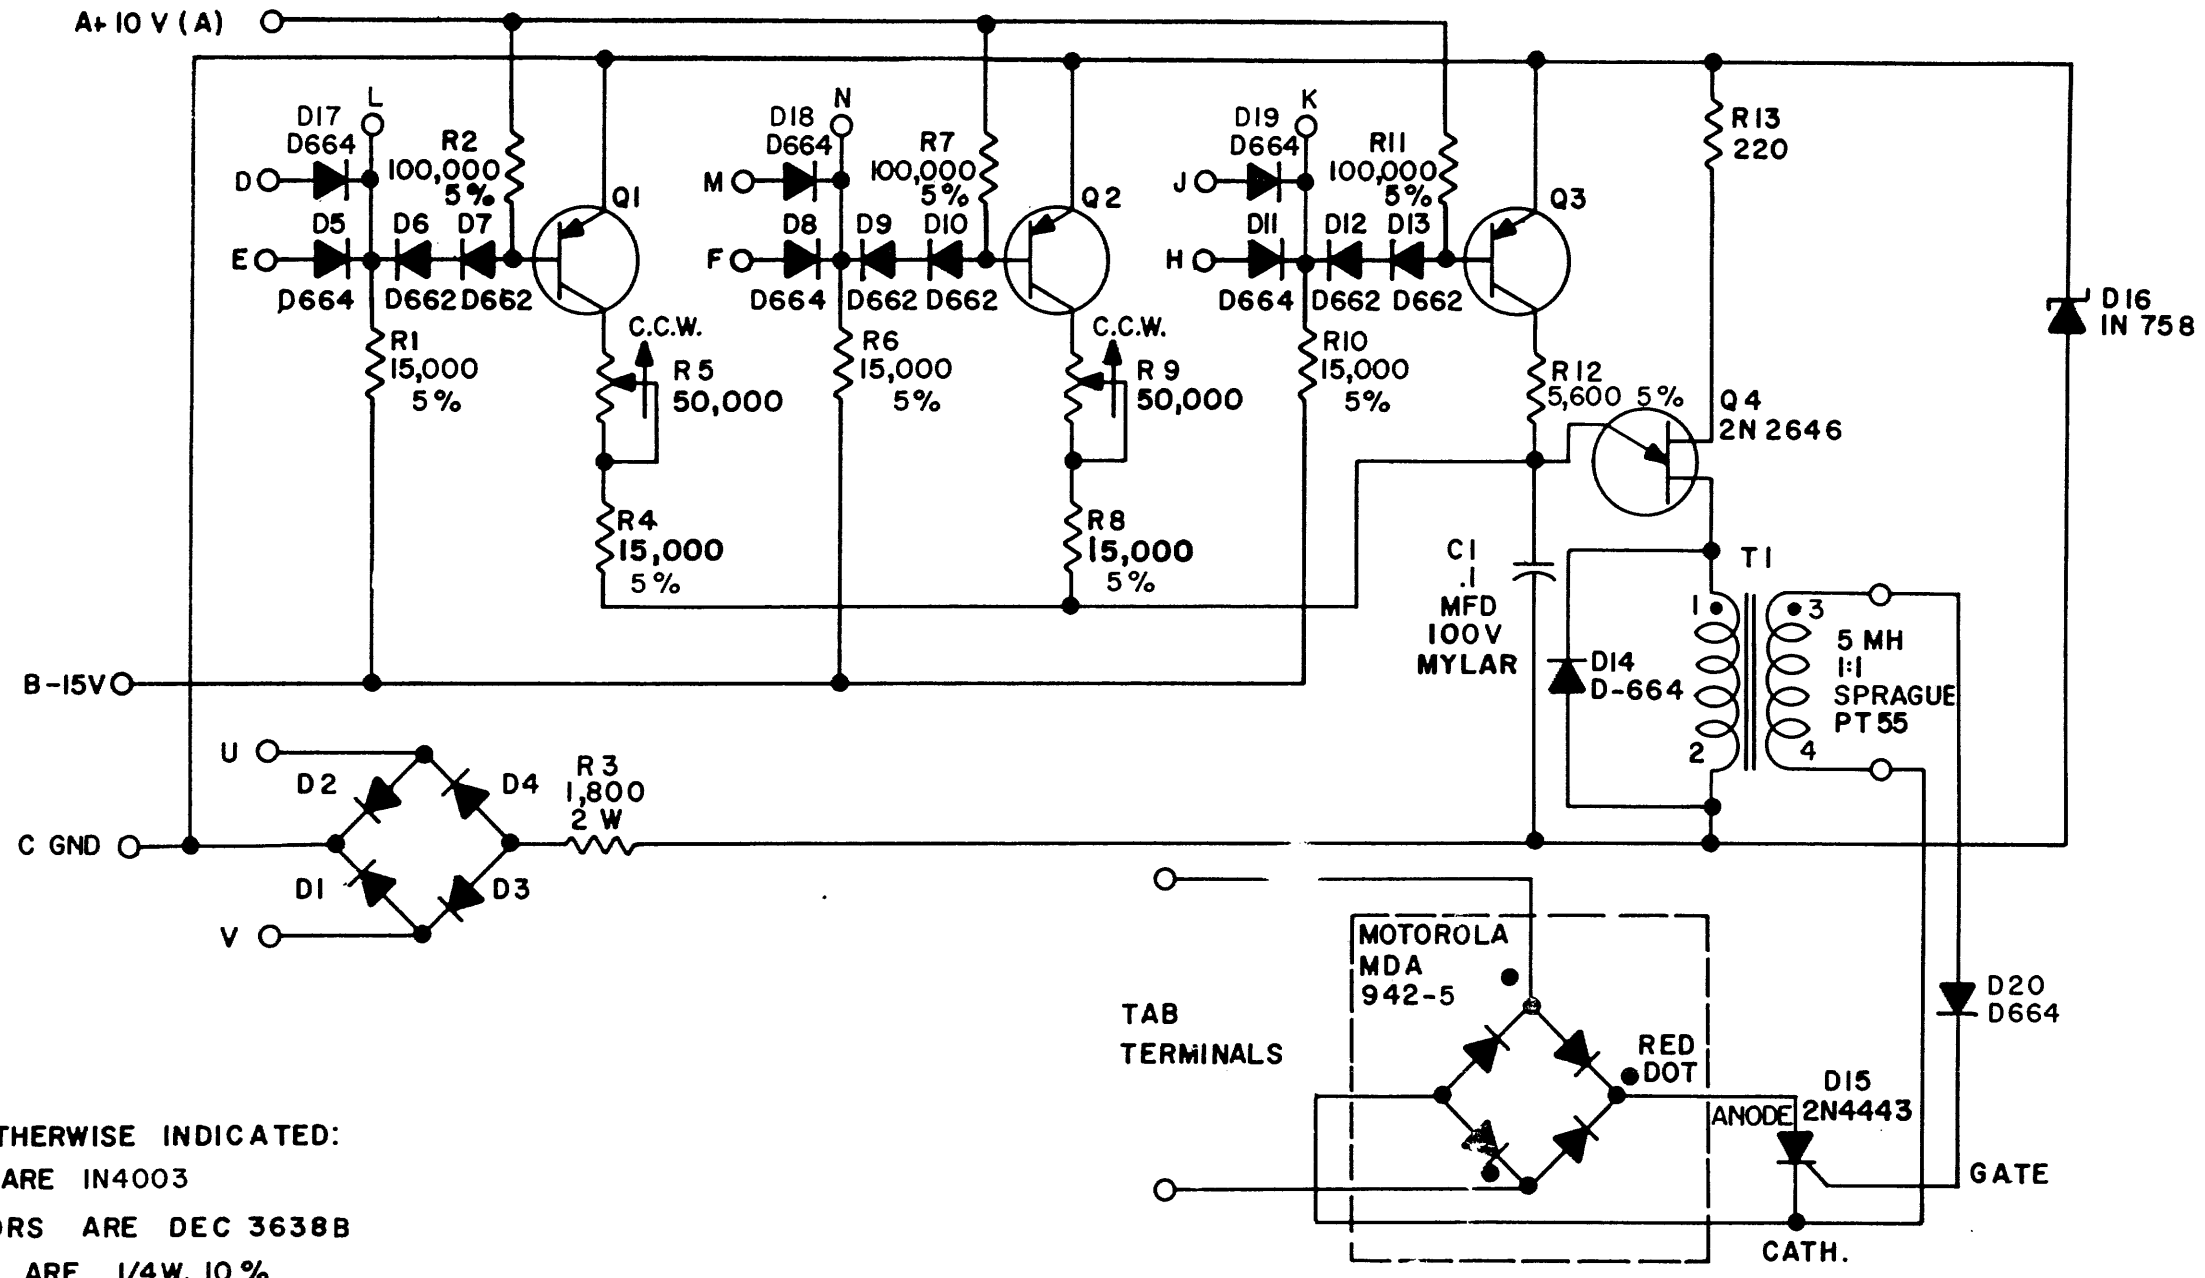 A+10 V (A)
L
D17
D664
D
R2
100,000
5%
Q1
D5
D6
D7
E
D664
D662
D662
R1
15,000
5%
C.C.W.
R5
50,000
R4
15,000
5%
N
D18
D664
M
R7
100,000
5%
Q2
D8
D9
D10
F
D664
D662
D662
R6
15,000
5%
C.C.W.
R9
50,000
R8
15,000
5%
K
D19
D664
J
R11
100,000
5%
Q3
D11
D12
D13
H
D664
D662
D662
R10
15,000
5%
R12
5,600 5%
R13
220
Q4
2N2646
D16
IN 758
C1
.1
MFD
100V
MYLAR
D14
D-664
T1
1
2
3
4
5 MH
1:1
SPRAGUE
PT55
B-15V
U
D2
D4
R3
1,800
2 W
C GND
D1
D3
V
TAB
TERMINALS
MOTOROLA
MDA
942-5
RED
DOT
D20
D664
D15
ANODE
2N4443
GATE
CATH.
THERWISE INDICATED:
ARE IN4003
ORS ARE DEC 3638B
ARE 1/4W, 10%